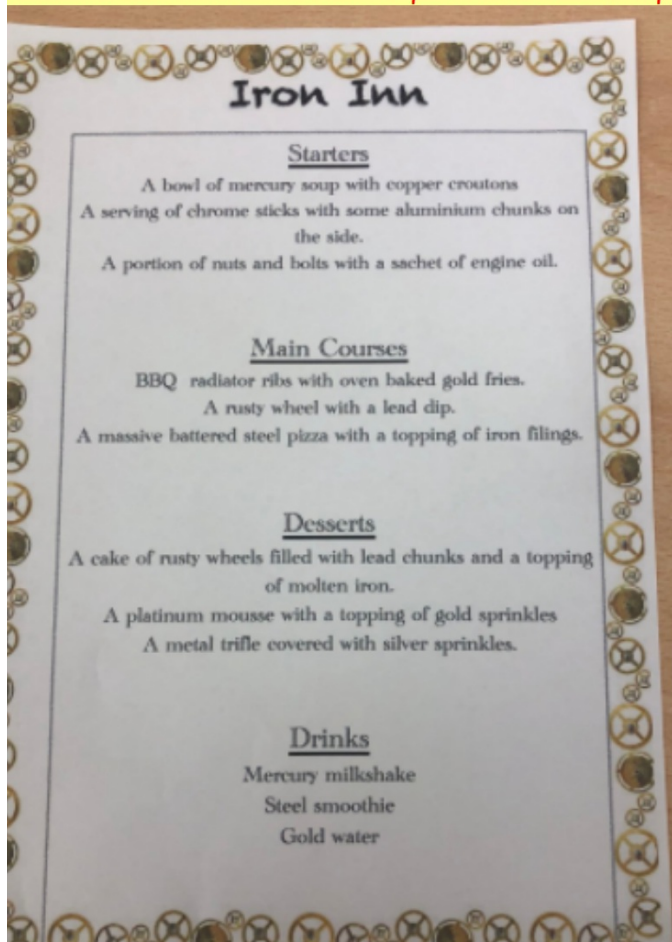 Iron Inn
Starters
A bowl of mercury soup with copper croutons
A serving of chrome sticks with some aluminium chunks on
the side.
A portion of nuts and bolts with a sachet of engine oil.
Main Courses
BBQ radiator ribs with oven baked gold fries.
A rusty wheel with a lead dip.
A massive battered steel pizza with a topping of iron filings.
Desserts
A cake of rusty wheels filled with lead chunks and a topping
of molten iron.
A platinum mousse with a topping of gold sprinkles
A metal trifle covered with silver sprinkles.
Drinks
Mercury milkshake
Steel smoothie
Gold water